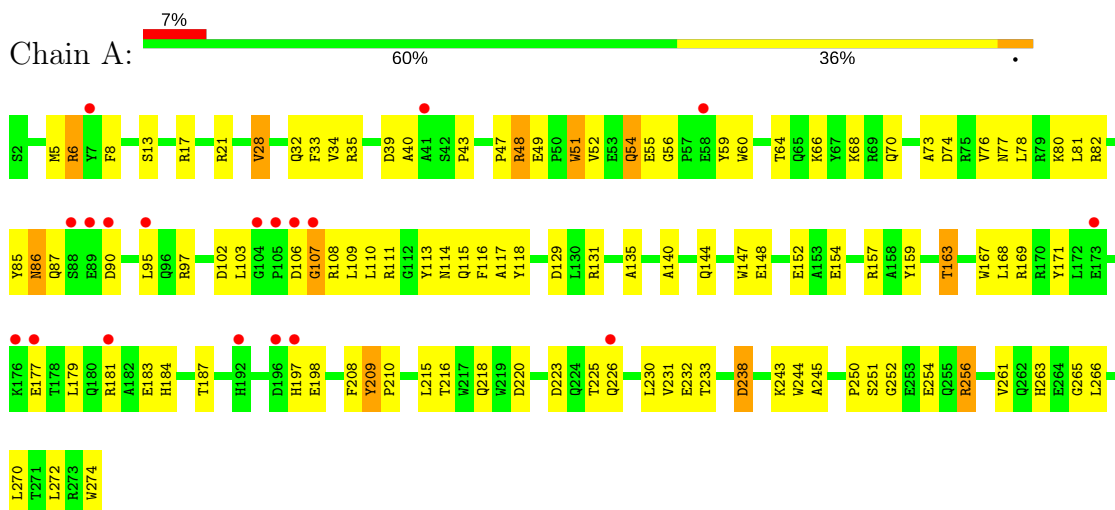 7%
Chain A:
60% 36% •
S2 M5 R6 Y7 F8 S13 R17 R21 V28 Q32 F33 V34 R35 D39 A40 A41 S42 P43 P47 R48 E49 P50 W51 V52 E53 Q54 E55 G56 P57 E58 Y59 W60 T64 Q65 K66 Y67 K68 R69 Q70 A73 D74 R75 V76 N77 L78 R79 K80 L81 R82
Y85 N86 Q87 S88 E89 D90 L95 Q96 R97 D102 L103 G104 P105 D106 G107 R108 L109 L110 R111 G112 Y113 N114 Q115 F116 A117 Y118 D129 L130 R131 A135 A140 Q144 W147 E148 E152 A153 E154 R157 A158 Y159 T163 W167 L168 R169 R170 Y171 L172 E173
K176 E177 T178 L179 Q180 R181 A182 E183 H184 T187 H192 D196 H197 E198 F208 Y209 P210 L215 T216 W217 Q218 W219 D220 D223 Q224 T225 Q226 L230 V231 E232 T233 D238 K243 W244 A245 P250 S251 G252 E253 E254 Q255 R256 V261 Q262 H263 E264 G265 L266
L270 T271 L272 R273 W274